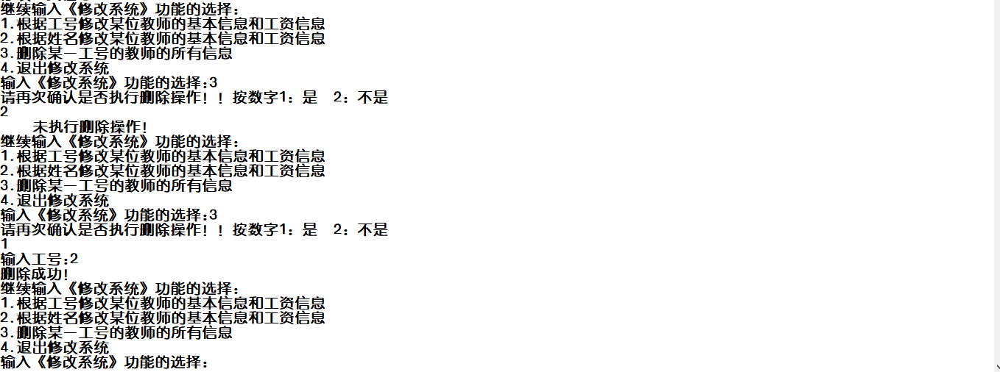 继续输入《修改系统》功能的选择:
1.根据工号修改某位教师的基本信息和工资信息
2.根据姓名修改某位教师的基本信息和工资信息
3.删除某一工号的教师的所有信息
4.退出修改系统
输入《修改系统》功能的选择:3
请再次确认是否执行删除操作！！按数字1：是  2：不是
2
    未执行删除操作!
继续输入《修改系统》功能的选择:
1.根据工号修改某位教师的基本信息和工资信息
2.根据姓名修改某位教师的基本信息和工资信息
3.删除某一工号的教师的所有信息
4.退出修改系统
输入《修改系统》功能的选择:3
请再次确认是否执行删除操作！！按数字1：是  2：不是
1
输入工号:2
删除成功!
继续输入《修改系统》功能的选择:
1.根据工号修改某位教师的基本信息和工资信息
2.根据姓名修改某位教师的基本信息和工资信息
3.删除某一工号的教师的所有信息
4.退出修改系统
输入《修改系统》功能的选择: